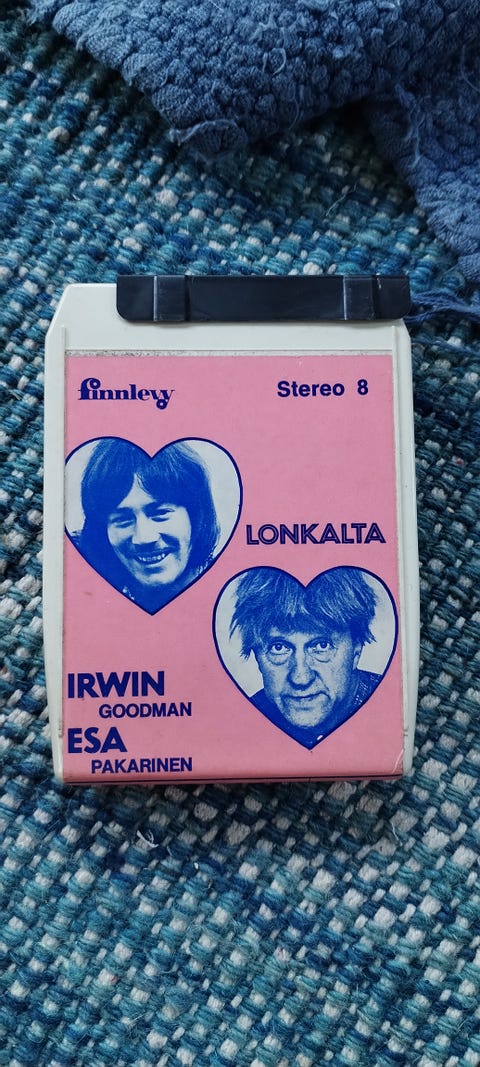 finnlevy
Stereo 8
LONKALTA
IRWIN
GOODMAN
ESA
PAKARINEN